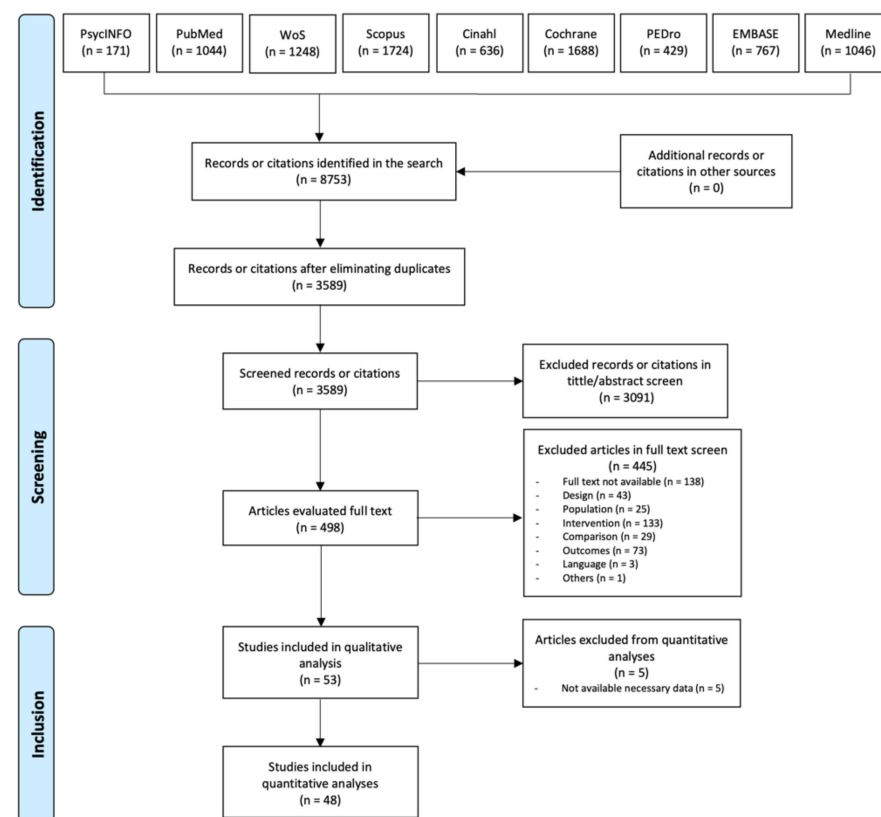 PsycINFO
(n = 171)
PubMed
(n = 1044)
WoS
(n = 1248)
Scopus
(n = 1724)
Cinahl
(n = 636)
Cochrane
(n = 1688)
PEDro
(n = 429)
EMBASE
(n = 767)
Medline
(n = 1046)
Identification
Records or citations identified in the search
(n = 8753)
Additional records or
citations in other sources
(n = 0)
Records or citations after eliminating duplicates
(n = 3589)
Screening
Screened records or citations
(n = 3589)
Excluded records or citations in
tittle/abstract screen
(n = 3091)
Articles evaluated full text
(n = 498)
Excluded articles in full text screen
(n = 445)
- Full text not available (n = 138)
- Design (n = 43)
- Population (n = 25)
- Intervention (n = 133)
- Comparison (n = 29)
- Outcomes (n = 73)
- Language (n = 3)
- Others (n = 1)
Inclusion
Studies included in qualitative
analysis
(n = 53)
Articles excluded from quantitative
analyses
(n = 5)
- Not available necessary data (n = 5)
Studies included in
quantitative analyses
(n = 48)